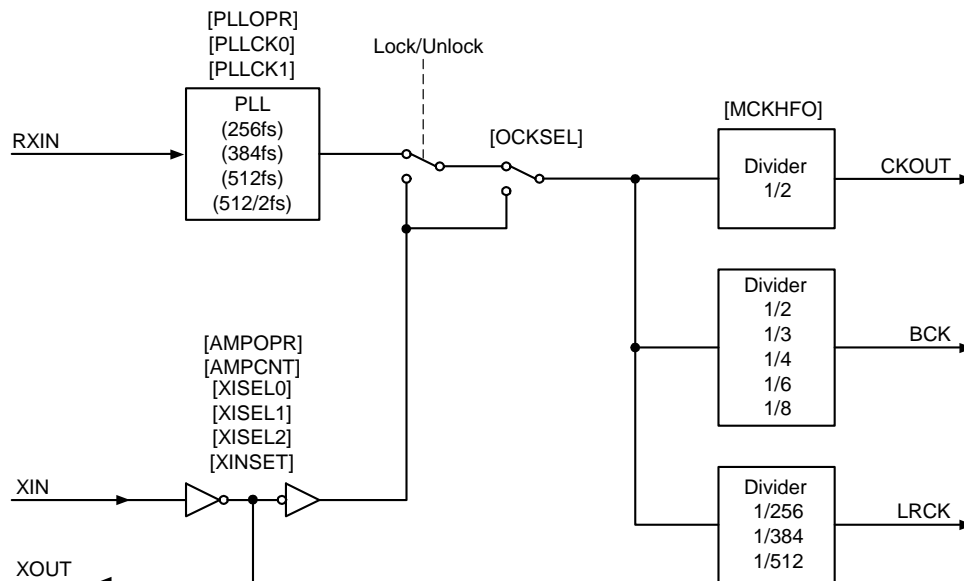 [PLLOPR]
[PLLCK0]
[PLLCK1]
Lock/Unlock
RXIN
PLL
(256fs)
(384fs)
(512fs)
(512/2fs)
[OCKSEL]
[MCKHFO]
Divider
1/2
CKOUT
Divider
1/2
1/3
1/4
1/6
1/8
BCK
[AMPOPR]
[AMPCNT]
[XISEL0]
[XISEL1]
[XISEL2]
[XINSET]
XIN
XOUT
Divider
1/256
1/384
1/512
LRCK